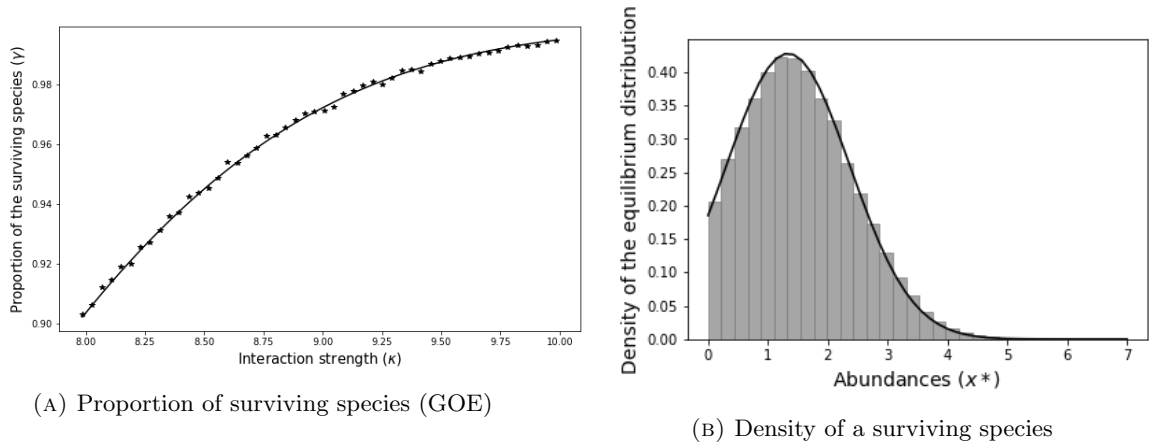 Proportion of the surviving species (γ)
0.98
0.96
0.94
0.92
0.90
8.00 8.25 8.50 8.75 9.00 9.25 9.50 9.75 10.00
Interaction strength (κ)
(A) Proportion of surviving species (GOE)
Density of the equilibrium distribution
0.40
0.35
0.30
0.25
0.20
0.15
0.10
0.05
0.00
0 1 2 3 4 5 6 7
Abundances (x*)
(B) Density of a surviving species